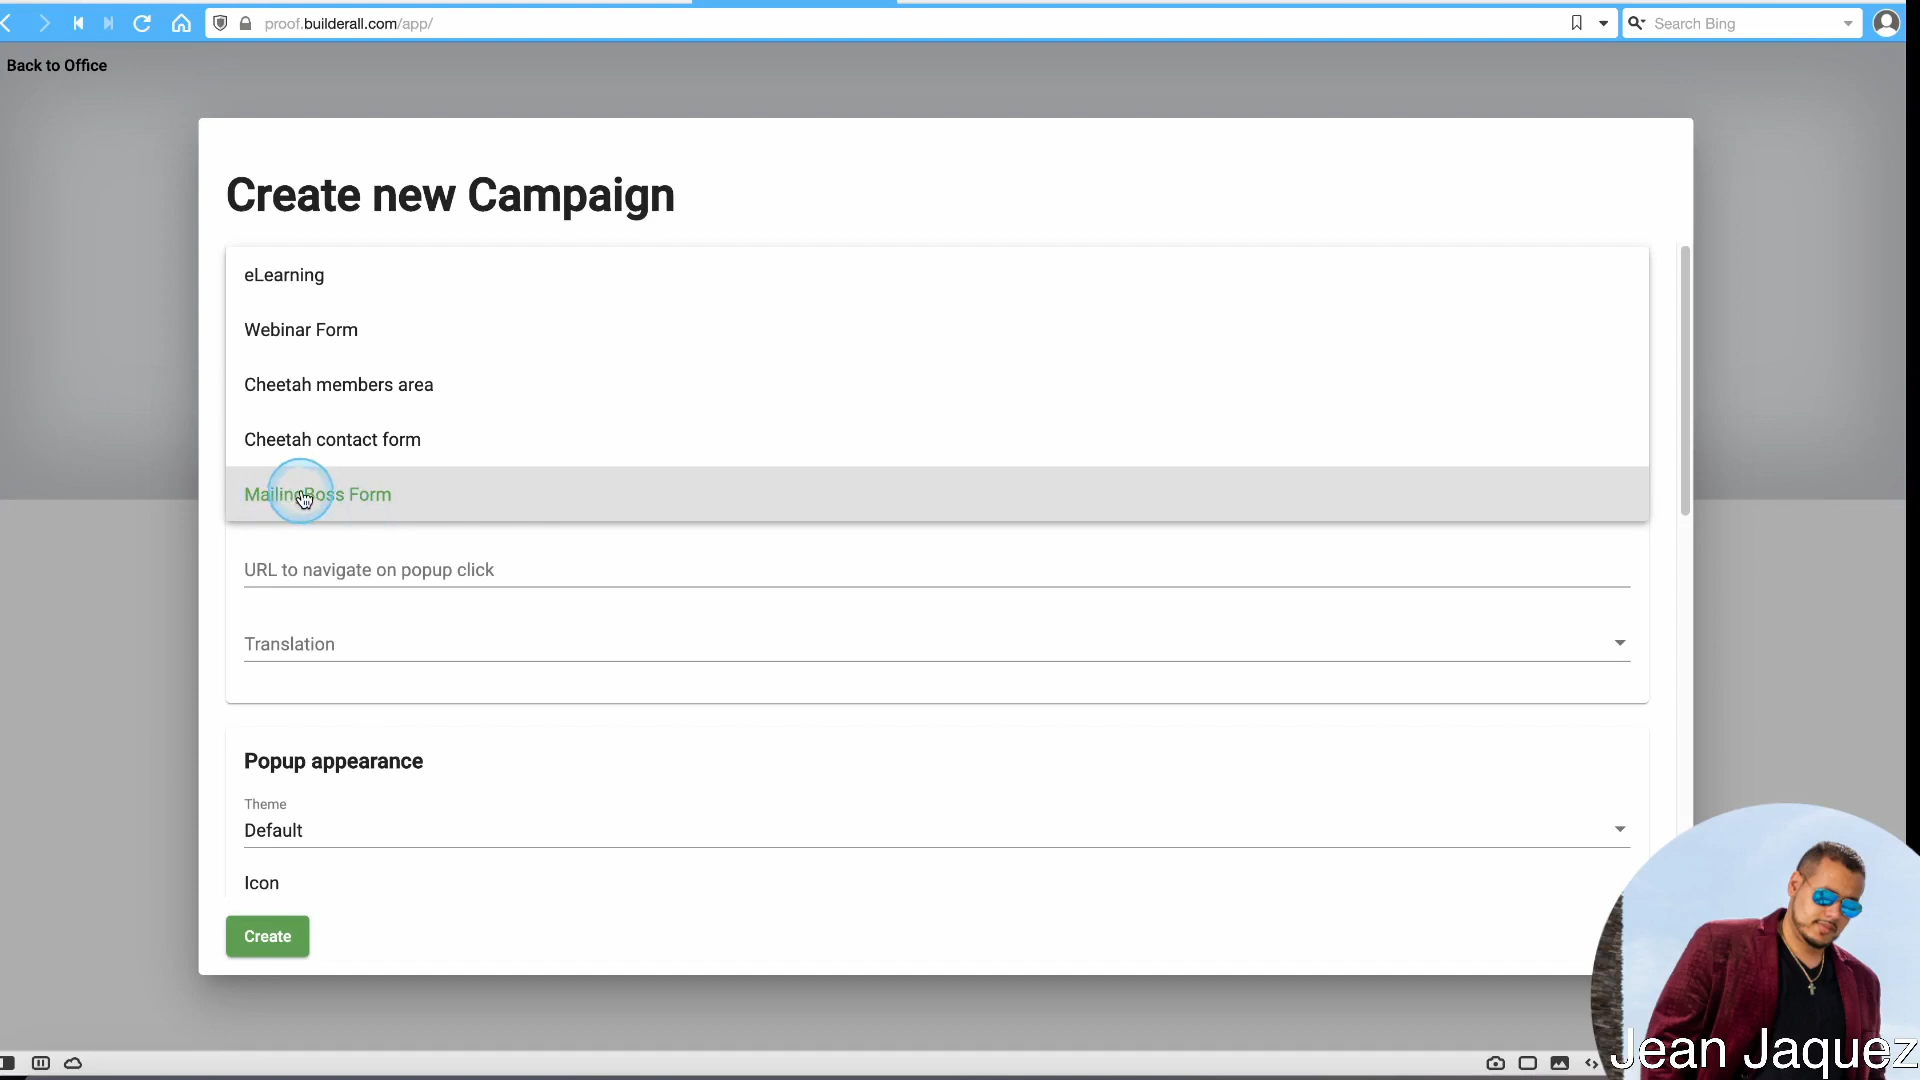 proof.builderall.com/app/
Search Bing
Back to Office
Create new Campaign
eLearning
Webinar Form
Cheetah members area
Cheetah contact form
MailingBoss Form
URL to navigate on popup click
Translation
Popup appearance
Theme
Default
Icon
Create
Jean Jaquez